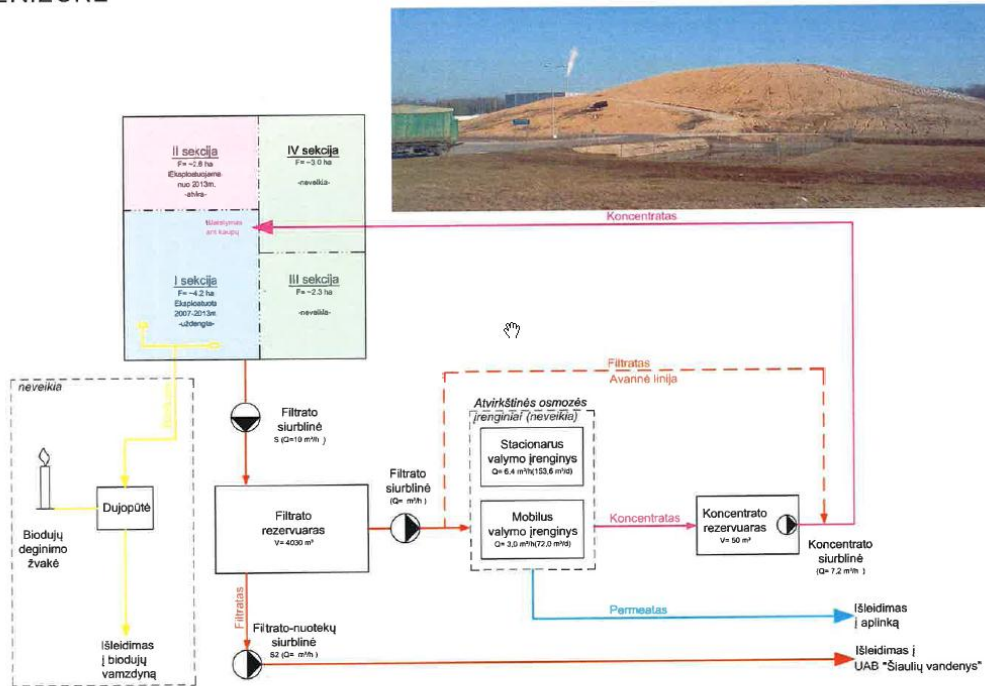 II sekcija
F= ~2.8 ha
Eksploatuojama
nuo 2013m.
IV sekcija
F= ~3.0 ha
-neveikia-
ant kaupų
Koncentratas
I sekcija
F= ~4.2 ha
Eksploatuota
2007-2013m.
-uždengta-
III sekcija
F= ~2.3 ha
-neveikia-
neveikia
Filtrato
siurblinė
S (Q=19 m³/h )
Filtratas
Avarinė linija
Atvirkštinės osmozės
įrenginiai (neveikia)
Stacionarus
valymo įrenginys
Q= 6,4 m³/h(153,6 m³/d)
Mobilus
valymo įrenginys
Q= 3,0 m³/h(72,0 m³/d)
Dujopūtė
Biodujų
deginimo
žvakė
Filtrato
rezervuaras
V= 4030 m³
Filtrato
siurblinė
(Q= m³/h )
Koncentratas
Koncentrato
rezervuaras
V= 50 m³
Koncentrato
siurblinė
(Q= 7,2 m³/h )
Permeatas
Išleidimas
į aplinką
Filtratas
Filtrato-nuotekų
siurblinė
S2 (Q= m³/h )
Išleidimas
į biodujų
vamzdyną
Išleidimas į
UAB "Šiaulių vandenys"